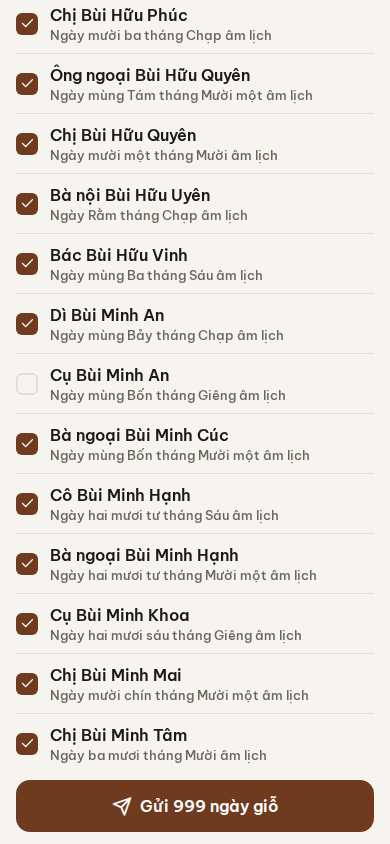 Chị Bùi Hữu Phúc
Ngày mười ba tháng Chạp âm lịch
Ông ngoại Bùi Hữu Quyên
Ngày mùng Tám tháng Mười một âm lịch
Chị Bùi Hữu Quyên
Ngày mười một tháng Mười âm lịch
Bà nội Bùi Hữu Uyên
Ngày Rằm tháng Chạp âm lịch
Bác Bùi Hữu Vinh
Ngày mùng Ba tháng Sáu âm lịch
Dì Bùi Minh An
Ngày mùng Bảy tháng Chạp âm lịch
Cụ Bùi Minh An
Ngày mùng Bốn tháng Giêng âm lịch
Bà ngoại Bùi Minh Cúc
Ngày mùng Bốn tháng Mười một âm lịch
Cô Bùi Minh Hạnh
Ngày hai mươi tư tháng Sáu âm lịch
Bà ngoại Bùi Minh Hạnh
Ngày hai mươi tư tháng Mười một âm lịch
Cụ Bùi Minh Khoa
Ngày hai mươi sáu tháng Giêng âm lịch
Chị Bùi Minh Mai
Ngày mười chín tháng Mười một âm lịch
Chị Bùi Minh Tâm
Ngày ba mươi tháng Mười âm lịch
Gửi 999 ngày giỗ